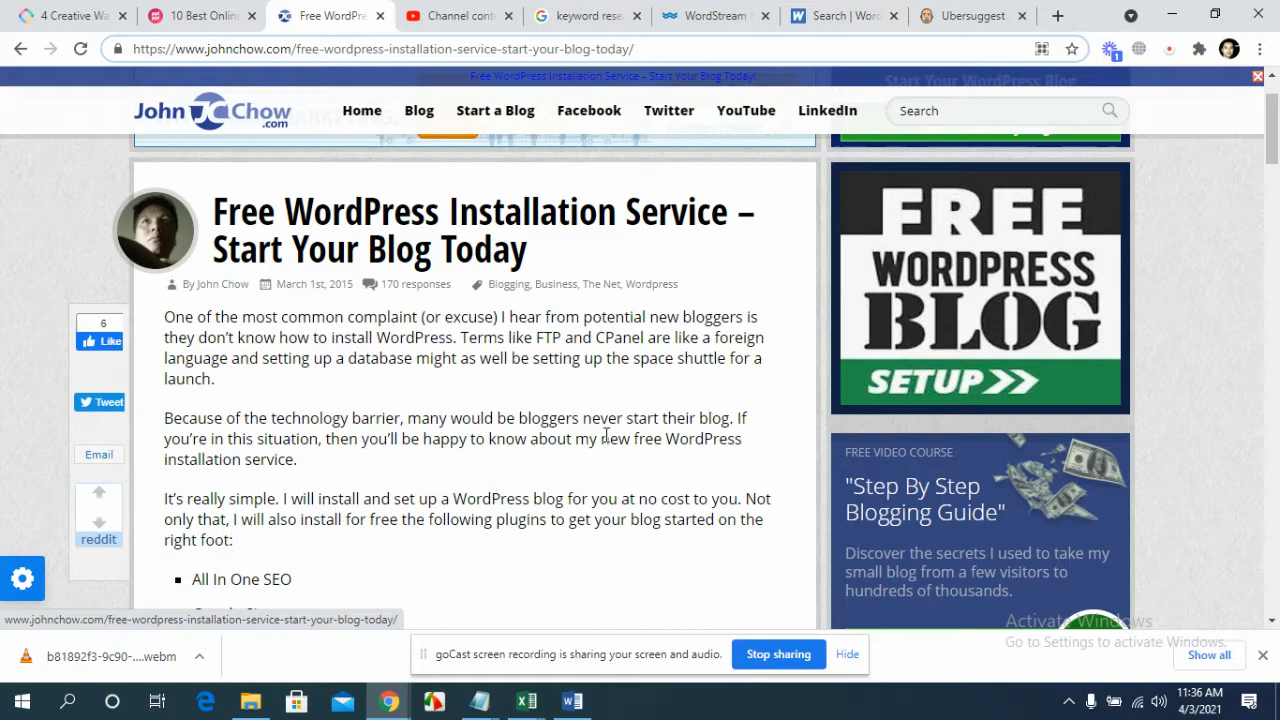 4 Creative Wa
10 Best Online
Free WordPre
Channel cont
keyword rese
WordStream
Search | Word
Ubersuggest
https://www.johnchow.com/free-wordpress-installation-service-start-your-blog-today/
1
Free WordPress Installation Service – Start Your Blog Today!
Start Your WordPress Blog
John Chow .com
Home Blog Start a Blog Facebook Twitter YouTube LinkedIn Search
Free WordPress Installation Service –
Start Your Blog Today
By John Chow March 1st, 2015 170 responses Blogging, Business, The Net, Wordpress
6
Like
Tweet
Email
reddit
One of the most common complaint (or excuse) I hear from potential new bloggers is
they don't know how to install WordPress. Terms like FTP and CPanel are like a foreign
language and setting up a database might as well be setting up the space shuttle for a
launch.
Because of the technology barrier, many would be bloggers never start their blog. If
you're in this situation, then you'll be happy to know about my new free WordPress
installation service.
It's really simple. I will install and set up a WordPress blog for you at no cost to you. Not
only that, I will also install for free the following plugins to get your blog started on the
right foot:
All In One SEO
FREE
WORDPRESS
BLOG
SETUP >>
FREE VIDEO COURSE
"Step By Step
Blogging Guide"
Discover the secrets I used to take my
small blog from a few visitors to
hundreds of thousands.
Activate Windows
Go to Settings to activate Windows.
www.johnchow.com/free-wordpress-installation-service-start-your-blog-today/
b81892f3-9c90-....webm
goCast screen recording is sharing your screen and audio.
Stop sharing
Hide
Show all
11:36 AM
4/3/2021